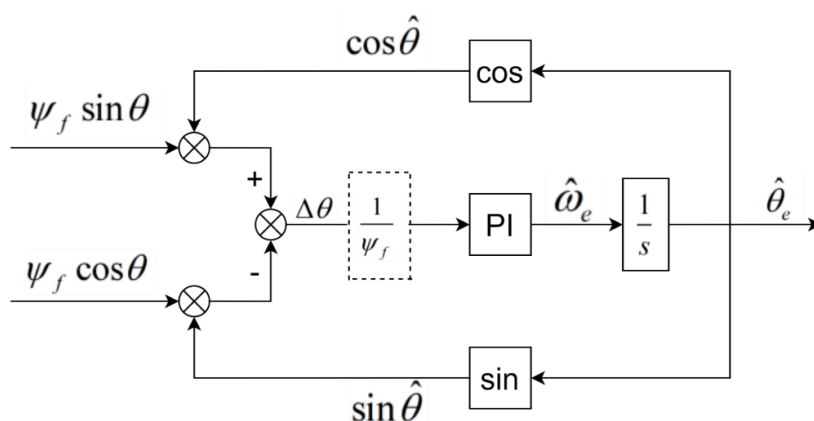 cos θ̂
cos
ψ_f sin θ
+
Δθ
1/ψ_f
PI
ω̂_e
1/s
θ̂_e
-
ψ_f cos θ
sin
sin θ̂